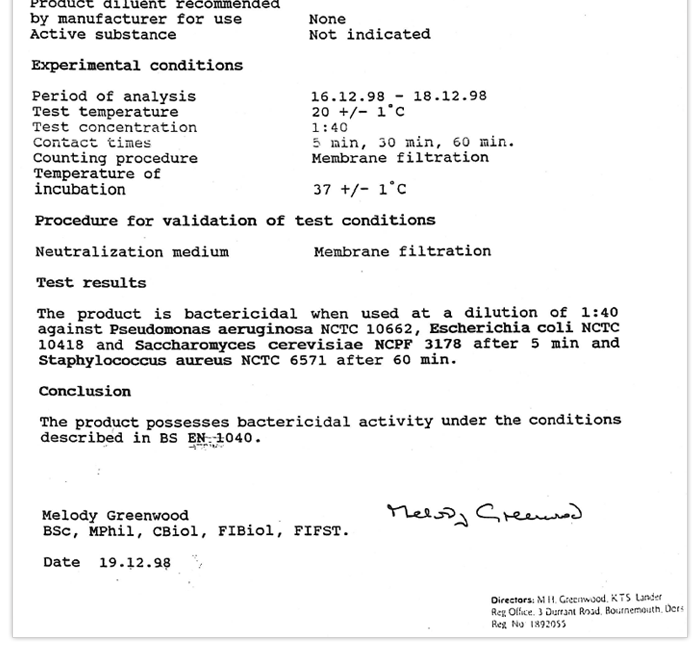 Product diluent recommended
by manufacturer for use None
Active substance Not indicated
Experimental conditions
Period of analysis 16.12.98 - 18.12.98
Test temperature 20 +/- 1°C
Test concentration 1:40
Contact times 5 min, 30 min, 60 min.
Counting procedure Membrane filtration
Temperature of
incubation 37 +/- 1°C
Procedure for validation of test conditions
Neutralization medium Membrane filtration
Test results
The product is bactericidal when used at a dilution of 1:40
against Pseudomonas aeruginosa NCTC 10662, Escherichia coli NCTC
10418 and Saccharomyces cerevisiae NCPF 3178 after 5 min and
Staphylococcus aureus NCTC 6571 after 60 min.
Conclusion
The product possesses bactericidal activity under the conditions
described in BS EN 1040.
Melody Greenwood
Melody Greenwood
BSc, MPhil, CBiol, FIBiol, FIFST.
Date 19.12.98
Directors: M H. Greenwood, K T S Lander
Reg Office, 3 Durrant Road, Bournemouth, Dors
Reg No 1892055